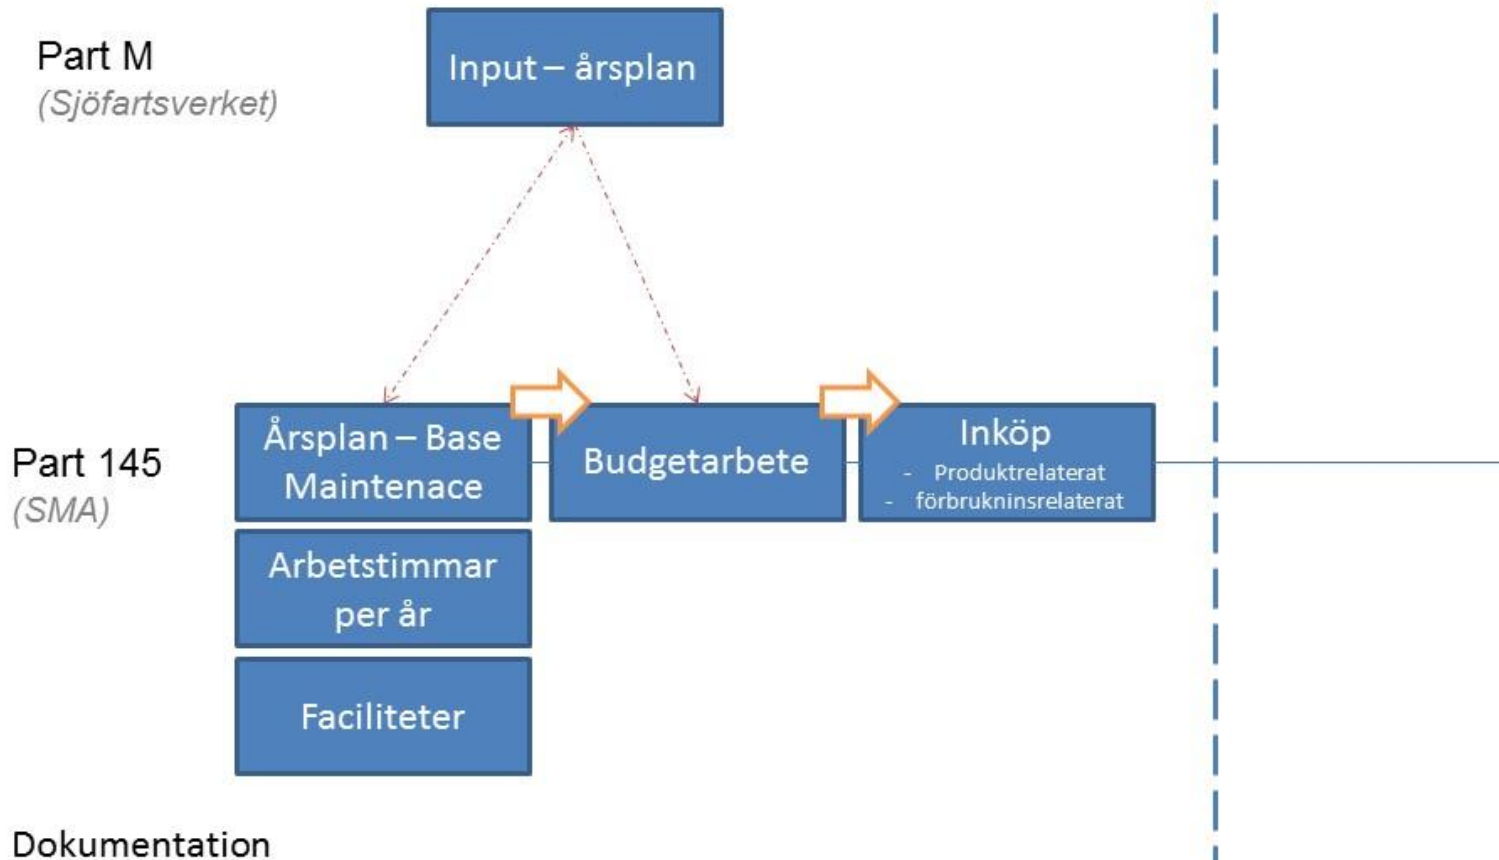 Part M
(Sjöfartsverket)
Input – årsplan
Part 145
(SMA)
Årsplan – Base
Maintenace
Budgetarbete
Inköp
- Produktrelaterat
- förbrukninsrelaterat
Arbetstimmar
per år
Faciliteter
Dokumentation